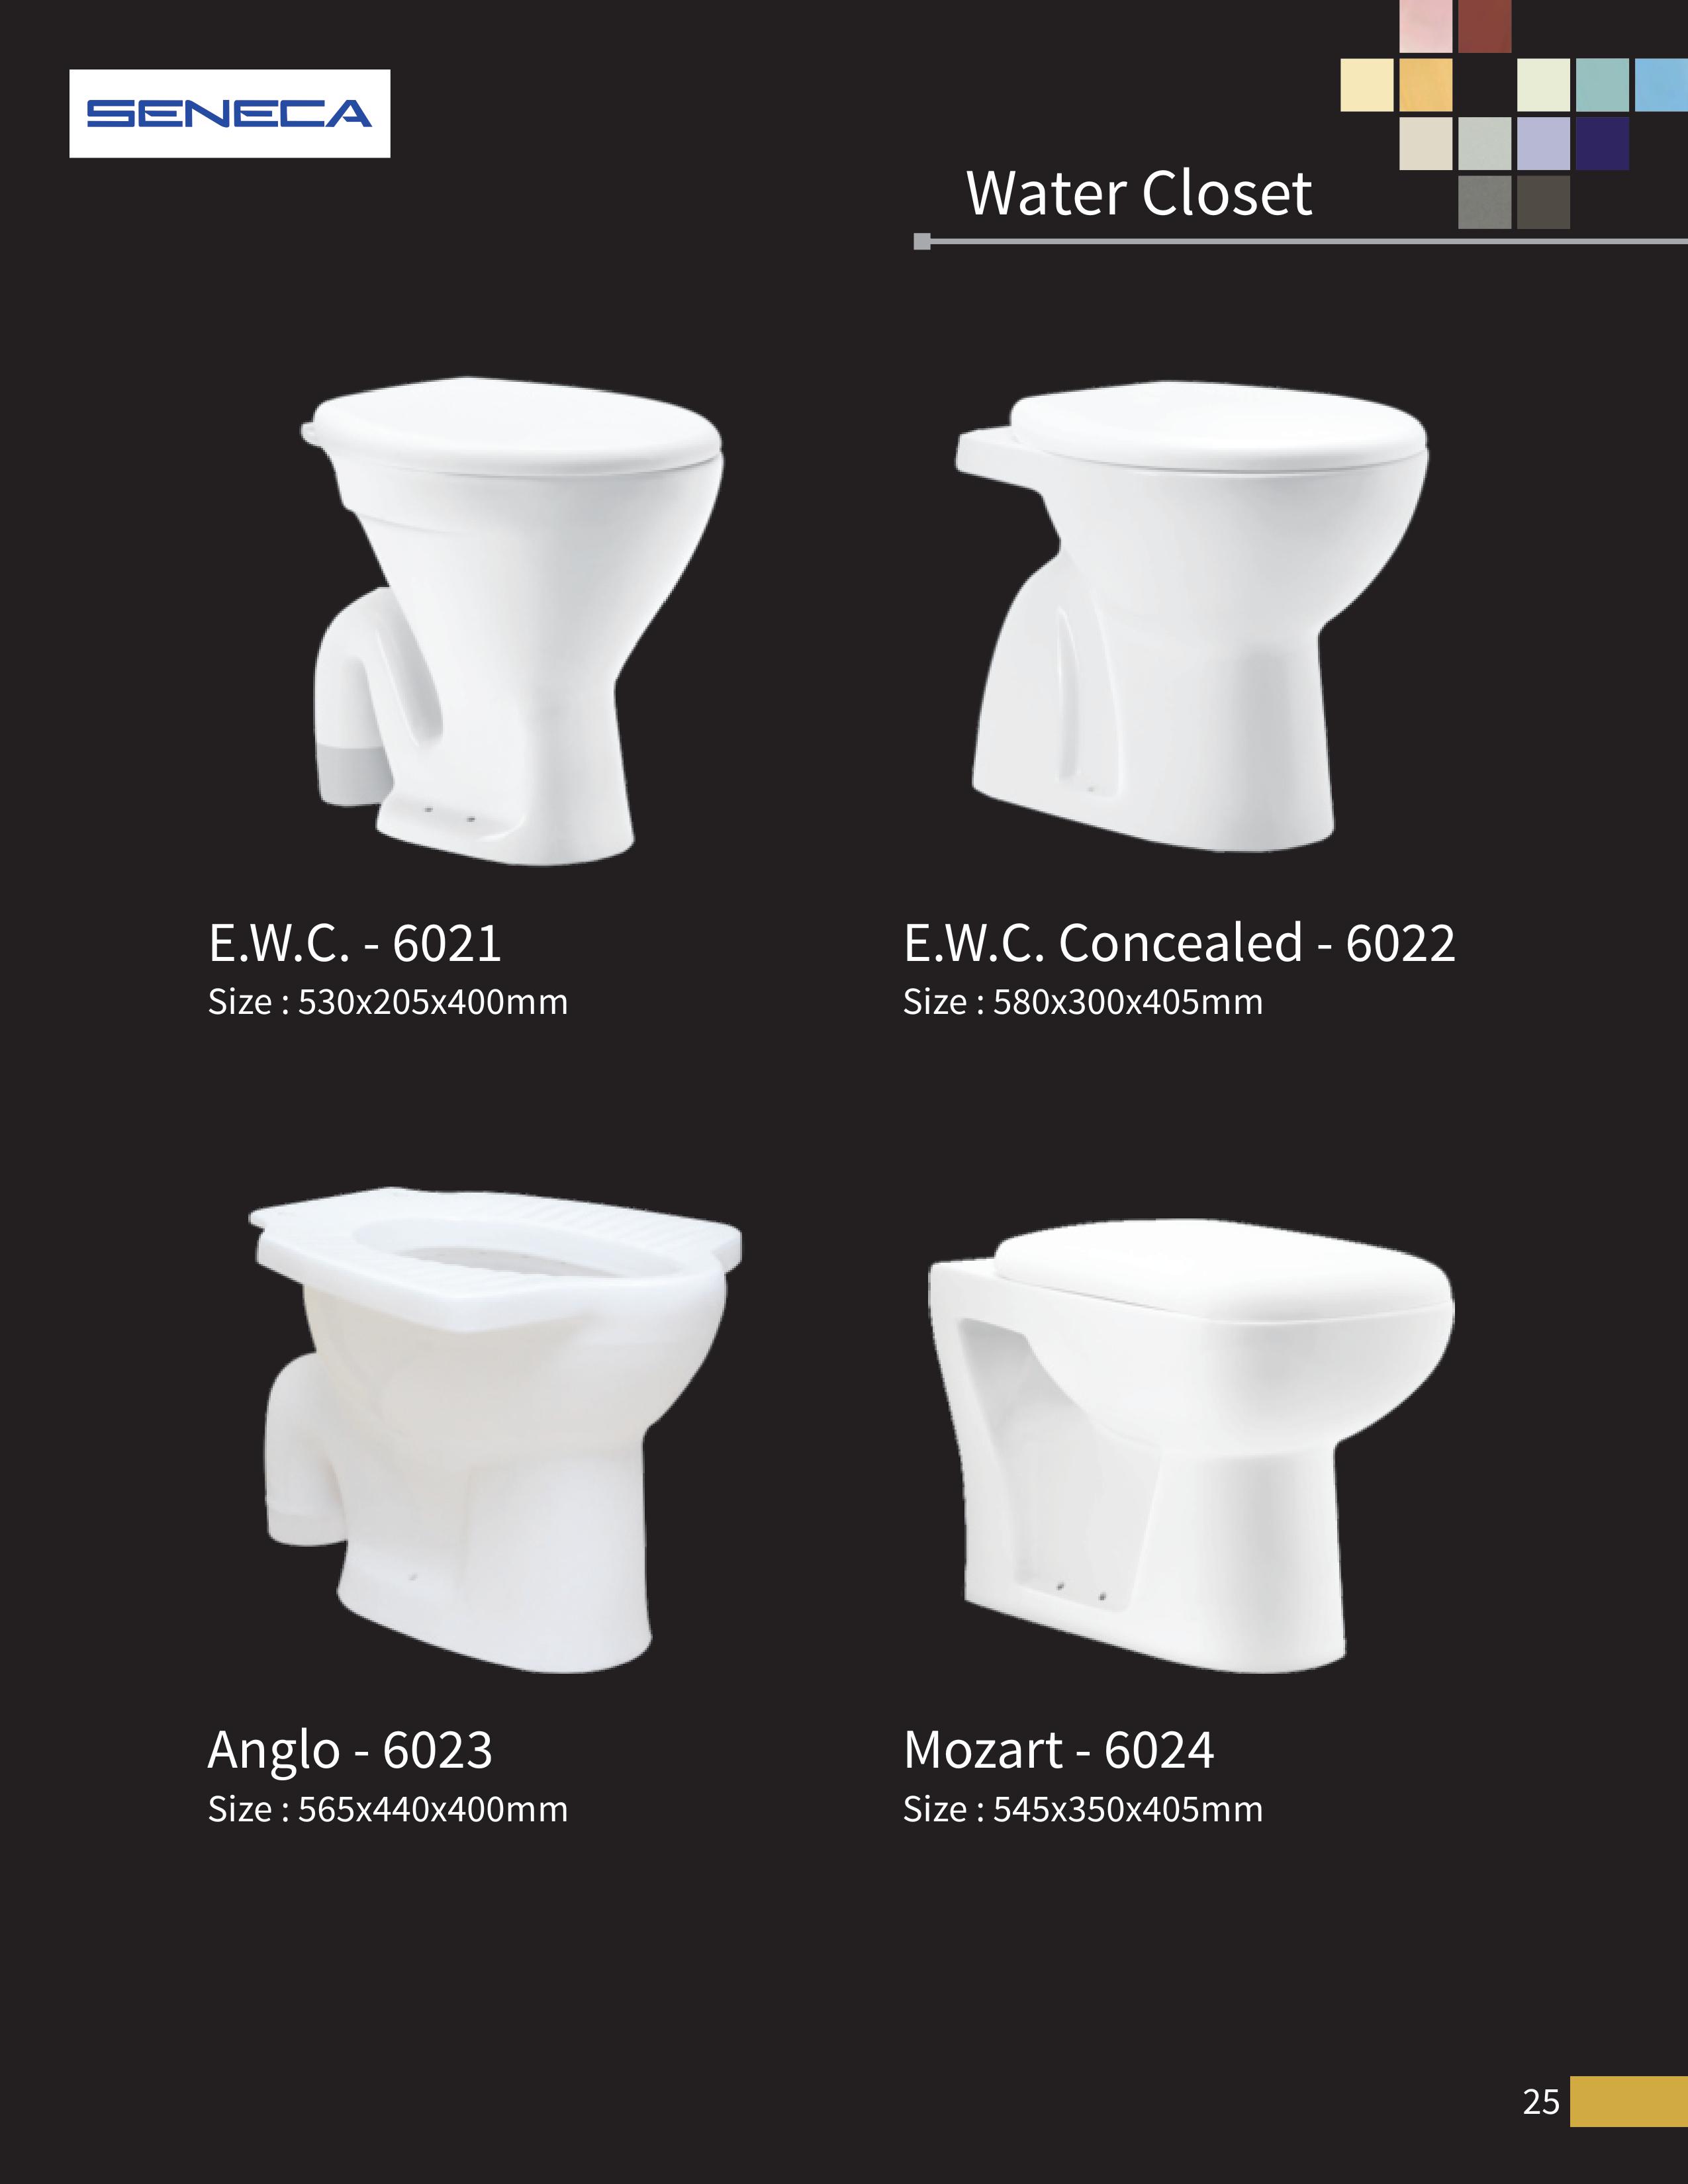 SENECA
Water Closet
E.W.C. - 6021
Size : 530x205x400mm
E.W.C. Concealed - 6022
Size : 580x300x405mm
Anglo - 6023
Size : 565x440x400mm
Mozart - 6024
Size : 545x350x405mm
25